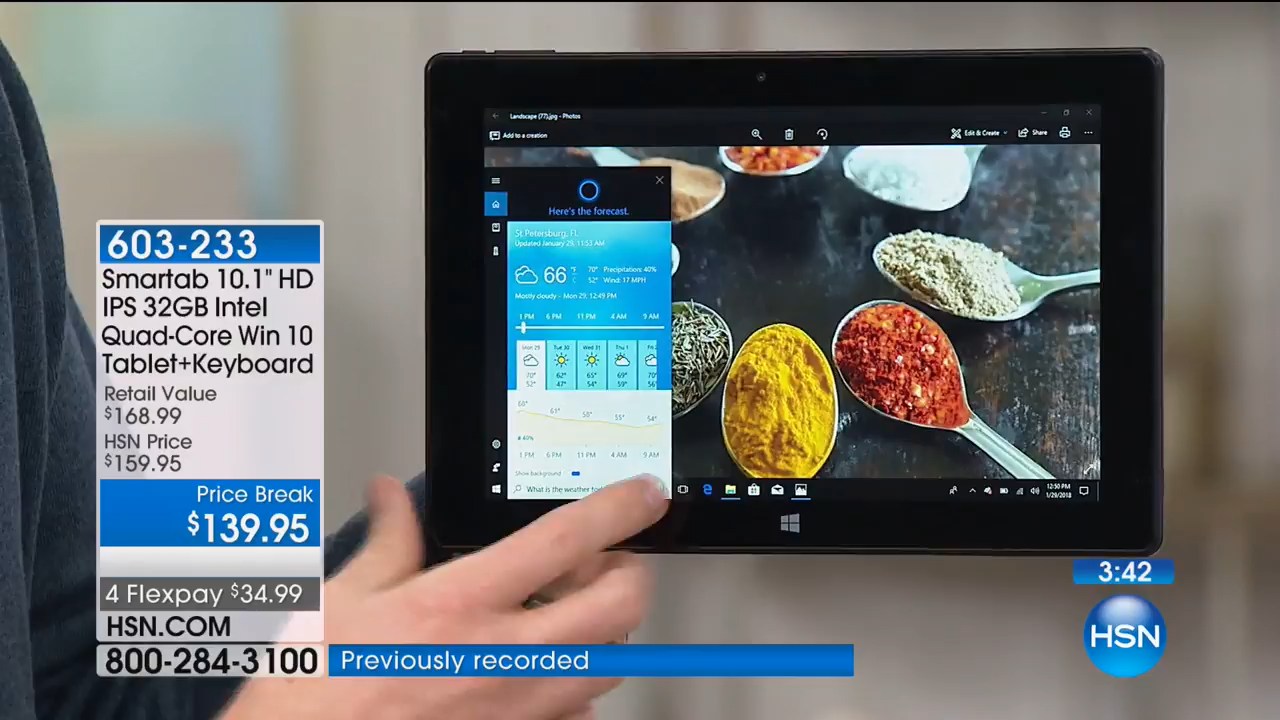 603-233
Smartab 10.1" HD
IPS 32GB Intel
Quad-Core Win 10
Tablet+Keyboard
Retail Value
$168.99
HSN Price
$159.95
Price Break
$139.95
4 Flexpay $34.99
HSN.COM
800-284-3100
Previously recorded
Landscape (77).jpg - Photos
Add to a creation
Edit & Create
Share
Here's the forecast.
St Petersburg, FL
Updated January 29, 11:53 AM
66 °F C 70° 52° Precipitation: 40%
Wind: 17 MPH
Mostly cloudy - Mon 29, 12:49 PM
1 PM 6 PM 11 PM 4 AM 9 AM
Mon 29 Tue 30 Wed 31 Thu 1 Fri
70° 62° 65° 69° 70°
52° 47° 54° 59° 56°
61° 55° 54°
40%
1 PM 6 PM 11 PM 4 AM 9 AM
Show background
What is the weather
12:50 PM
1/29/2018
3:42
HSN